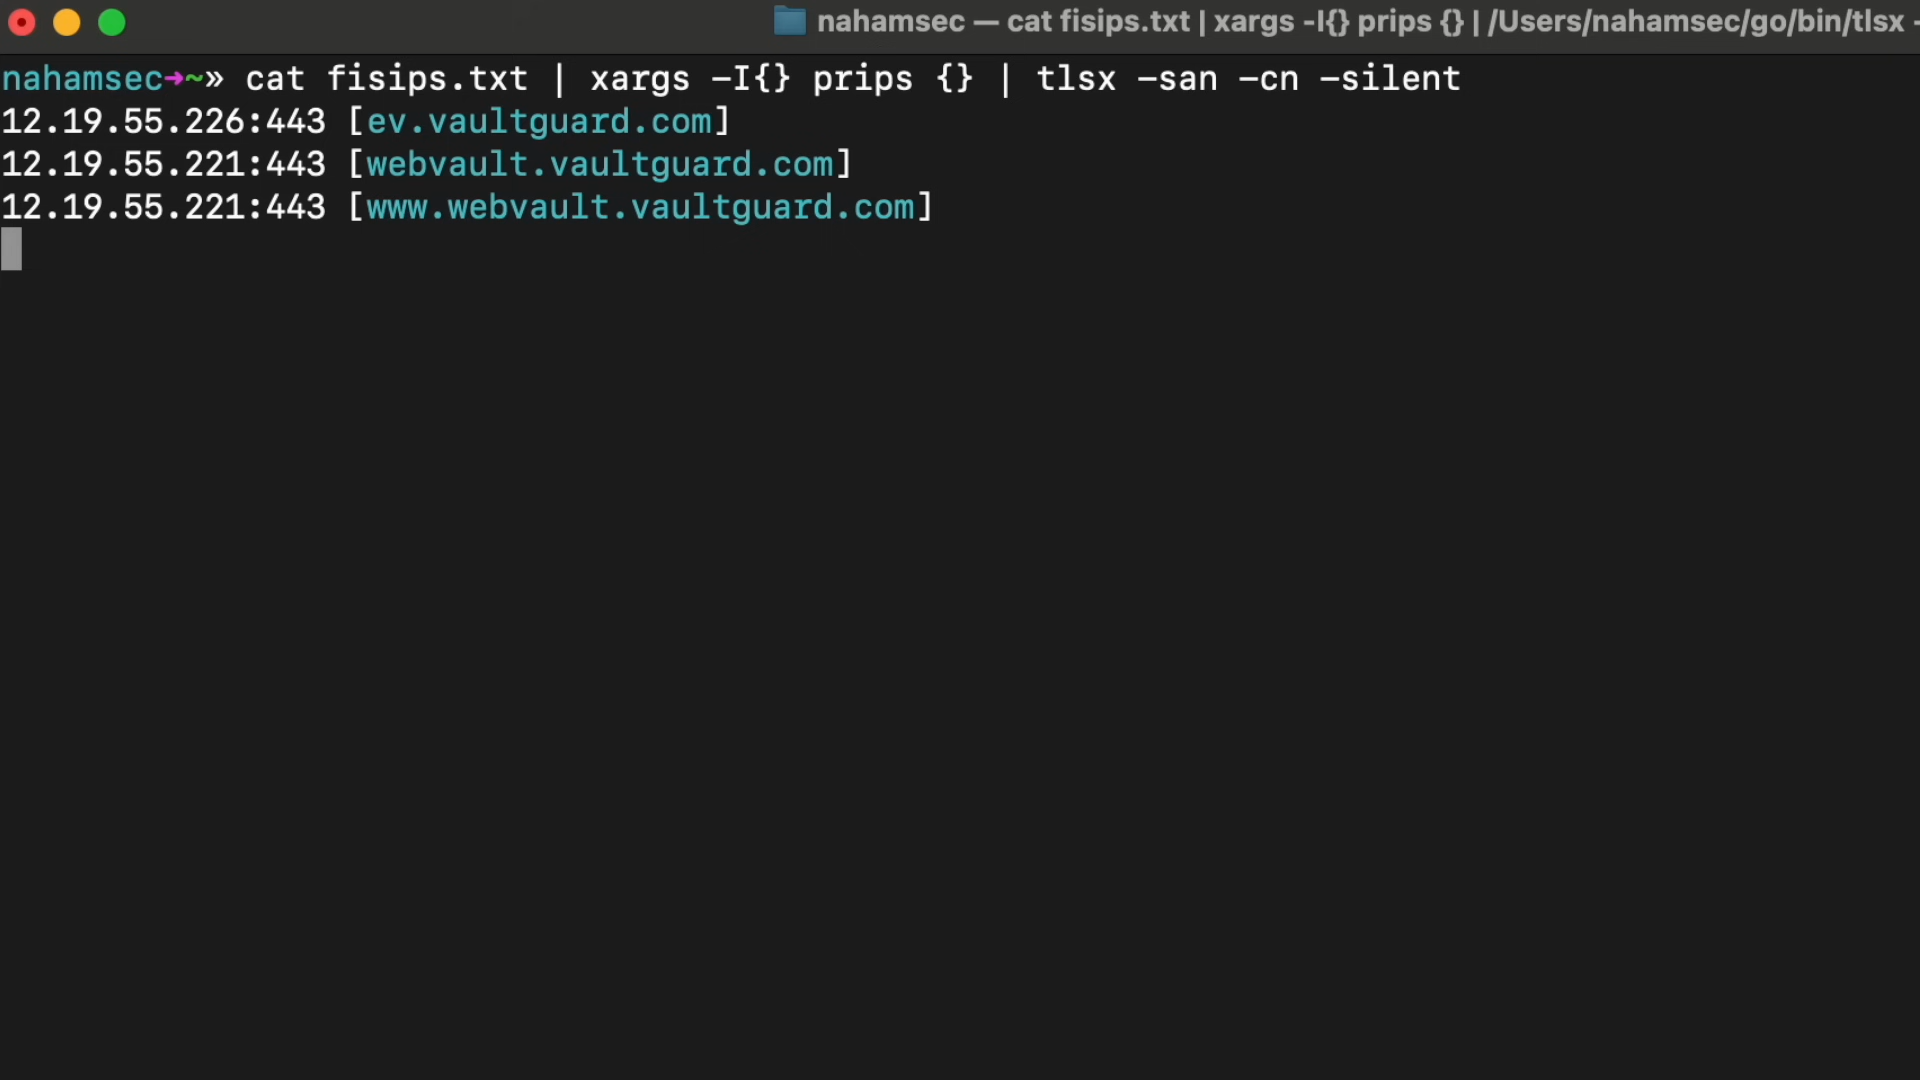 nahamsec — cat fisips.txt | xargs -I{} prips {} | /Users/nahamsec/go/bin/tlsx -
nahamsec→~» cat fisips.txt | xargs -I{} prips {} | tlsx -san -cn -silent
12.19.55.226:443 [ev.vaultguard.com]
12.19.55.221:443 [webvault.vaultguard.com]
12.19.55.221:443 [www.webvault.vaultguard.com]